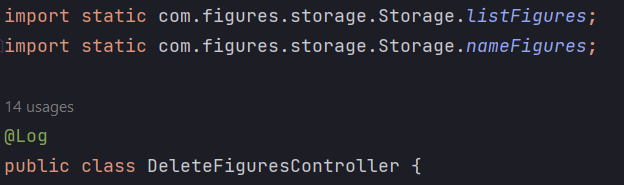 import static com.figures.storage.Storage.listFigures;
import static com.figures.storage.Storage.nameFigures;
14 usages
@Log
public class DeleteFiguresController {